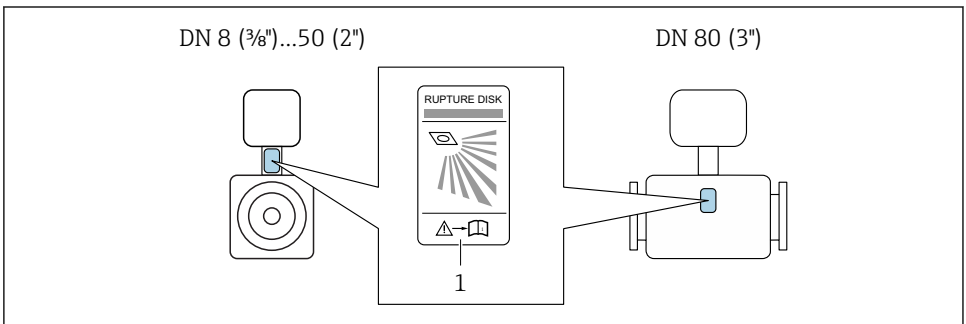 DN 8 (⅜")...50 (2")
DN 80 (3")
RUPTURE DISK
i
1